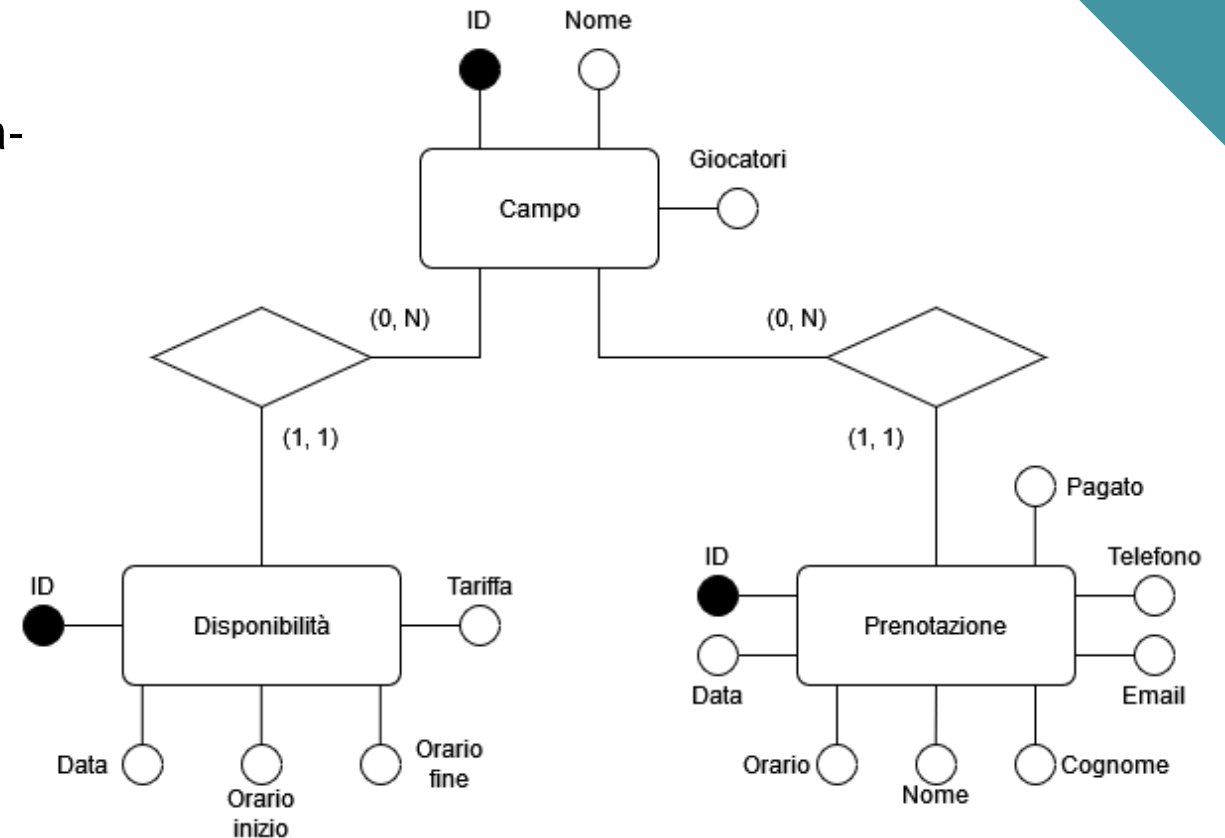 ID
Nome
a-
Giocatori
Campo
(0, N)
(0, N)
(1, 1)
(1, 1)
Pagato
ID
Telefono
ID
Tariffa
Disponibilità
Prenotazione
Data
Email
Data
Orario
inizio
Orario
fine
Orario
Nome
Cognome